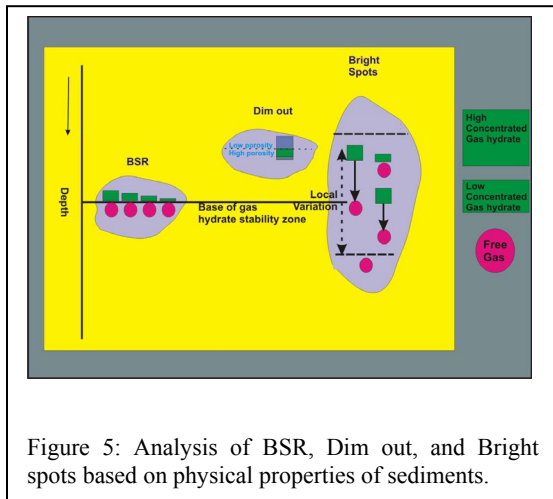 Bright
Spots
Dim out
Low porosity
High porosity
BSR
Depth
Base of gas
hydrate stability zone
Local
Variation
High
Concentrated
Gas hydrate
Low
Concentrated
Gas hydrate
Free
Gas
Figure 5: Analysis of BSR, Dim out, and Bright
spots based on physical properties of sediments.